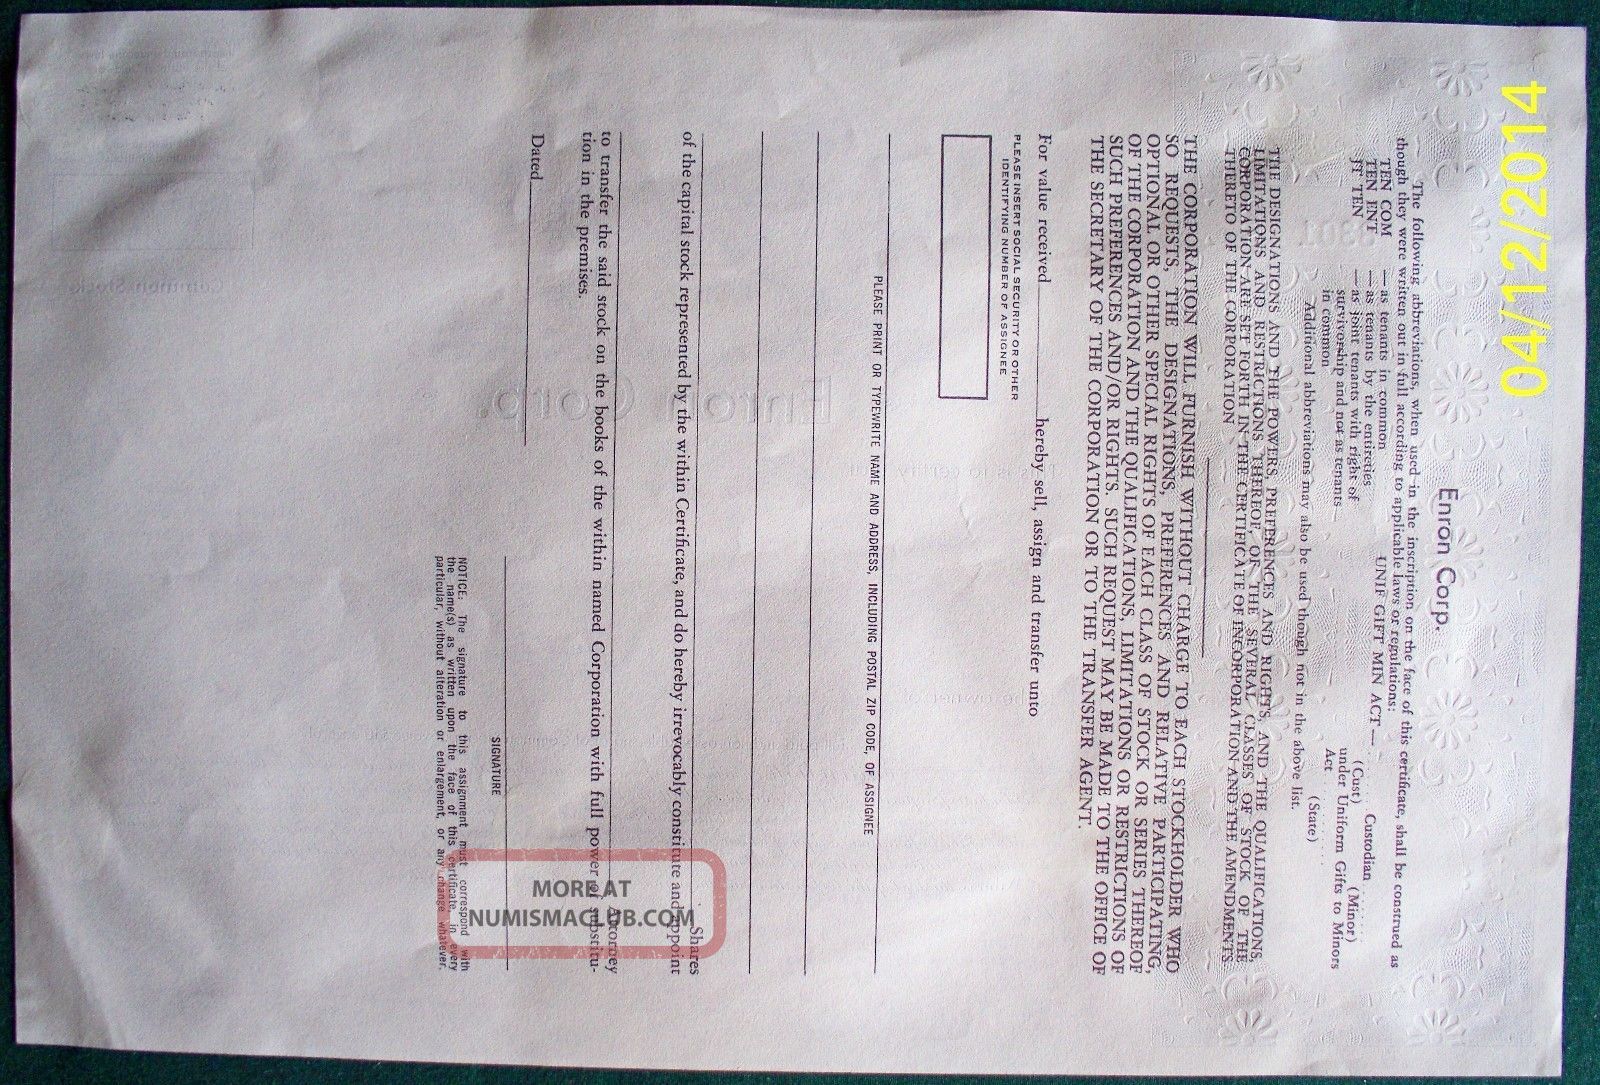 Enron Corp.
The following abbreviations, when used in the inscription on the face of this certificate, shall be construed as
though they were written out in full according to applicable laws or regulations:
TEN COM — as tenants in common
TEN ENT — as tenants by the entireties
JT TEN — as joint tenants with right of
survivorship and not as tenants
in common
UNIF GIFT MIN ACT — ........ Custodian ........
(Cust) (Minor)
under Uniform Gifts to Minors
Act ............
(State)
Additional abbreviations may also be used though not in the above list.
THE DESIGNATIONS AND THE POWERS, PREFERENCES AND RIGHTS, AND THE QUALIFICATIONS,
LIMITATIONS AND RESTRICTIONS THEREOF OF THE SEVERAL CLASSES OF STOCK OF THE
CORPORATION ARE SET FORTH IN THE CERTIFICATE OF INCORPORATION AND THE AMENDMENTS
THERETO OF THE CORPORATION
THE CORPORATION WILL FURNISH WITHOUT CHARGE TO EACH STOCKHOLDER WHO
SO REQUESTS, THE DESIGNATIONS, PREFERENCES AND RELATIVE PARTICIPATING,
OPTIONAL OR OTHER SPECIAL RIGHTS OF EACH CLASS OF STOCK OR SERIES THEREOF
OF THE CORPORATION AND THE QUALIFICATIONS, LIMITATIONS OR RESTRICTIONS OF
SUCH PREFERENCES AND/OR RIGHTS. SUCH REQUEST MAY BE MADE TO THE OFFICE OF
THE SECRETARY OF THE CORPORATION OR TO THE TRANSFER AGENT.
For value received ____ hereby sell, assign and transfer unto
PLEASE INSERT SOCIAL SECURITY OR OTHER
IDENTIFYING NUMBER OF ASSIGNEE
PLEASE PRINT OR TYPEWRITE NAME AND ADDRESS, INCLUDING POSTAL ZIP CODE, OF ASSIGNEE
Shares
of the capital stock represented by the within Certificate, and do hereby irrevocably constitute and appoint
Attorney
to transfer the said stock on the books of the within named Corporation with full power of substitu-
tion in the premises.
Dated
SIGNATURE
NOTICE: The signature to this assignment must correspond with
the name(s) as written upon the face of this certificate in every
particular, without alteration or enlargement, or any change whatever.
04/12/2014
MORE AT
NUMISMACLUB.COM
Enron Corp.
Common Stock